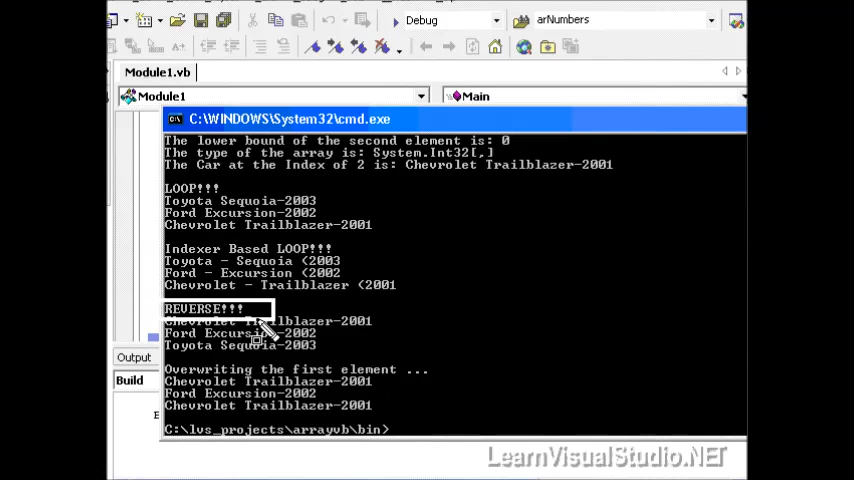 Debug
arNumbers
Module1.vb
Module1
Main
C:\WINDOWS\System32\cmd.exe
The lower bound of the second element is: 0
The type of the array is: System.Int32[,]
The Car at the Index of 2 is: Chevrolet Trailblazer-2001
LOOP!!!
Toyota Sequoia-2003
Ford Excursion-2002
Chevrolet Trailblazer-2001
Indexer Based LOOP!!!
Toyota - Sequoia (2003
Ford - Excursion (2002
Chevrolet - Trailblazer (2001
REVERSE!!!
Chevrolet Trailblazer-2001
Ford Excursion-2002
Toyota Sequoia-2003
Output
Overwriting the first element ...
Build
Chevrolet Trailblazer-2001
Ford Excursion-2002
Chevrolet Trailblazer-2001
C:\lvs_projects\arrayvb\bin>
LearnVisualStudio.NET